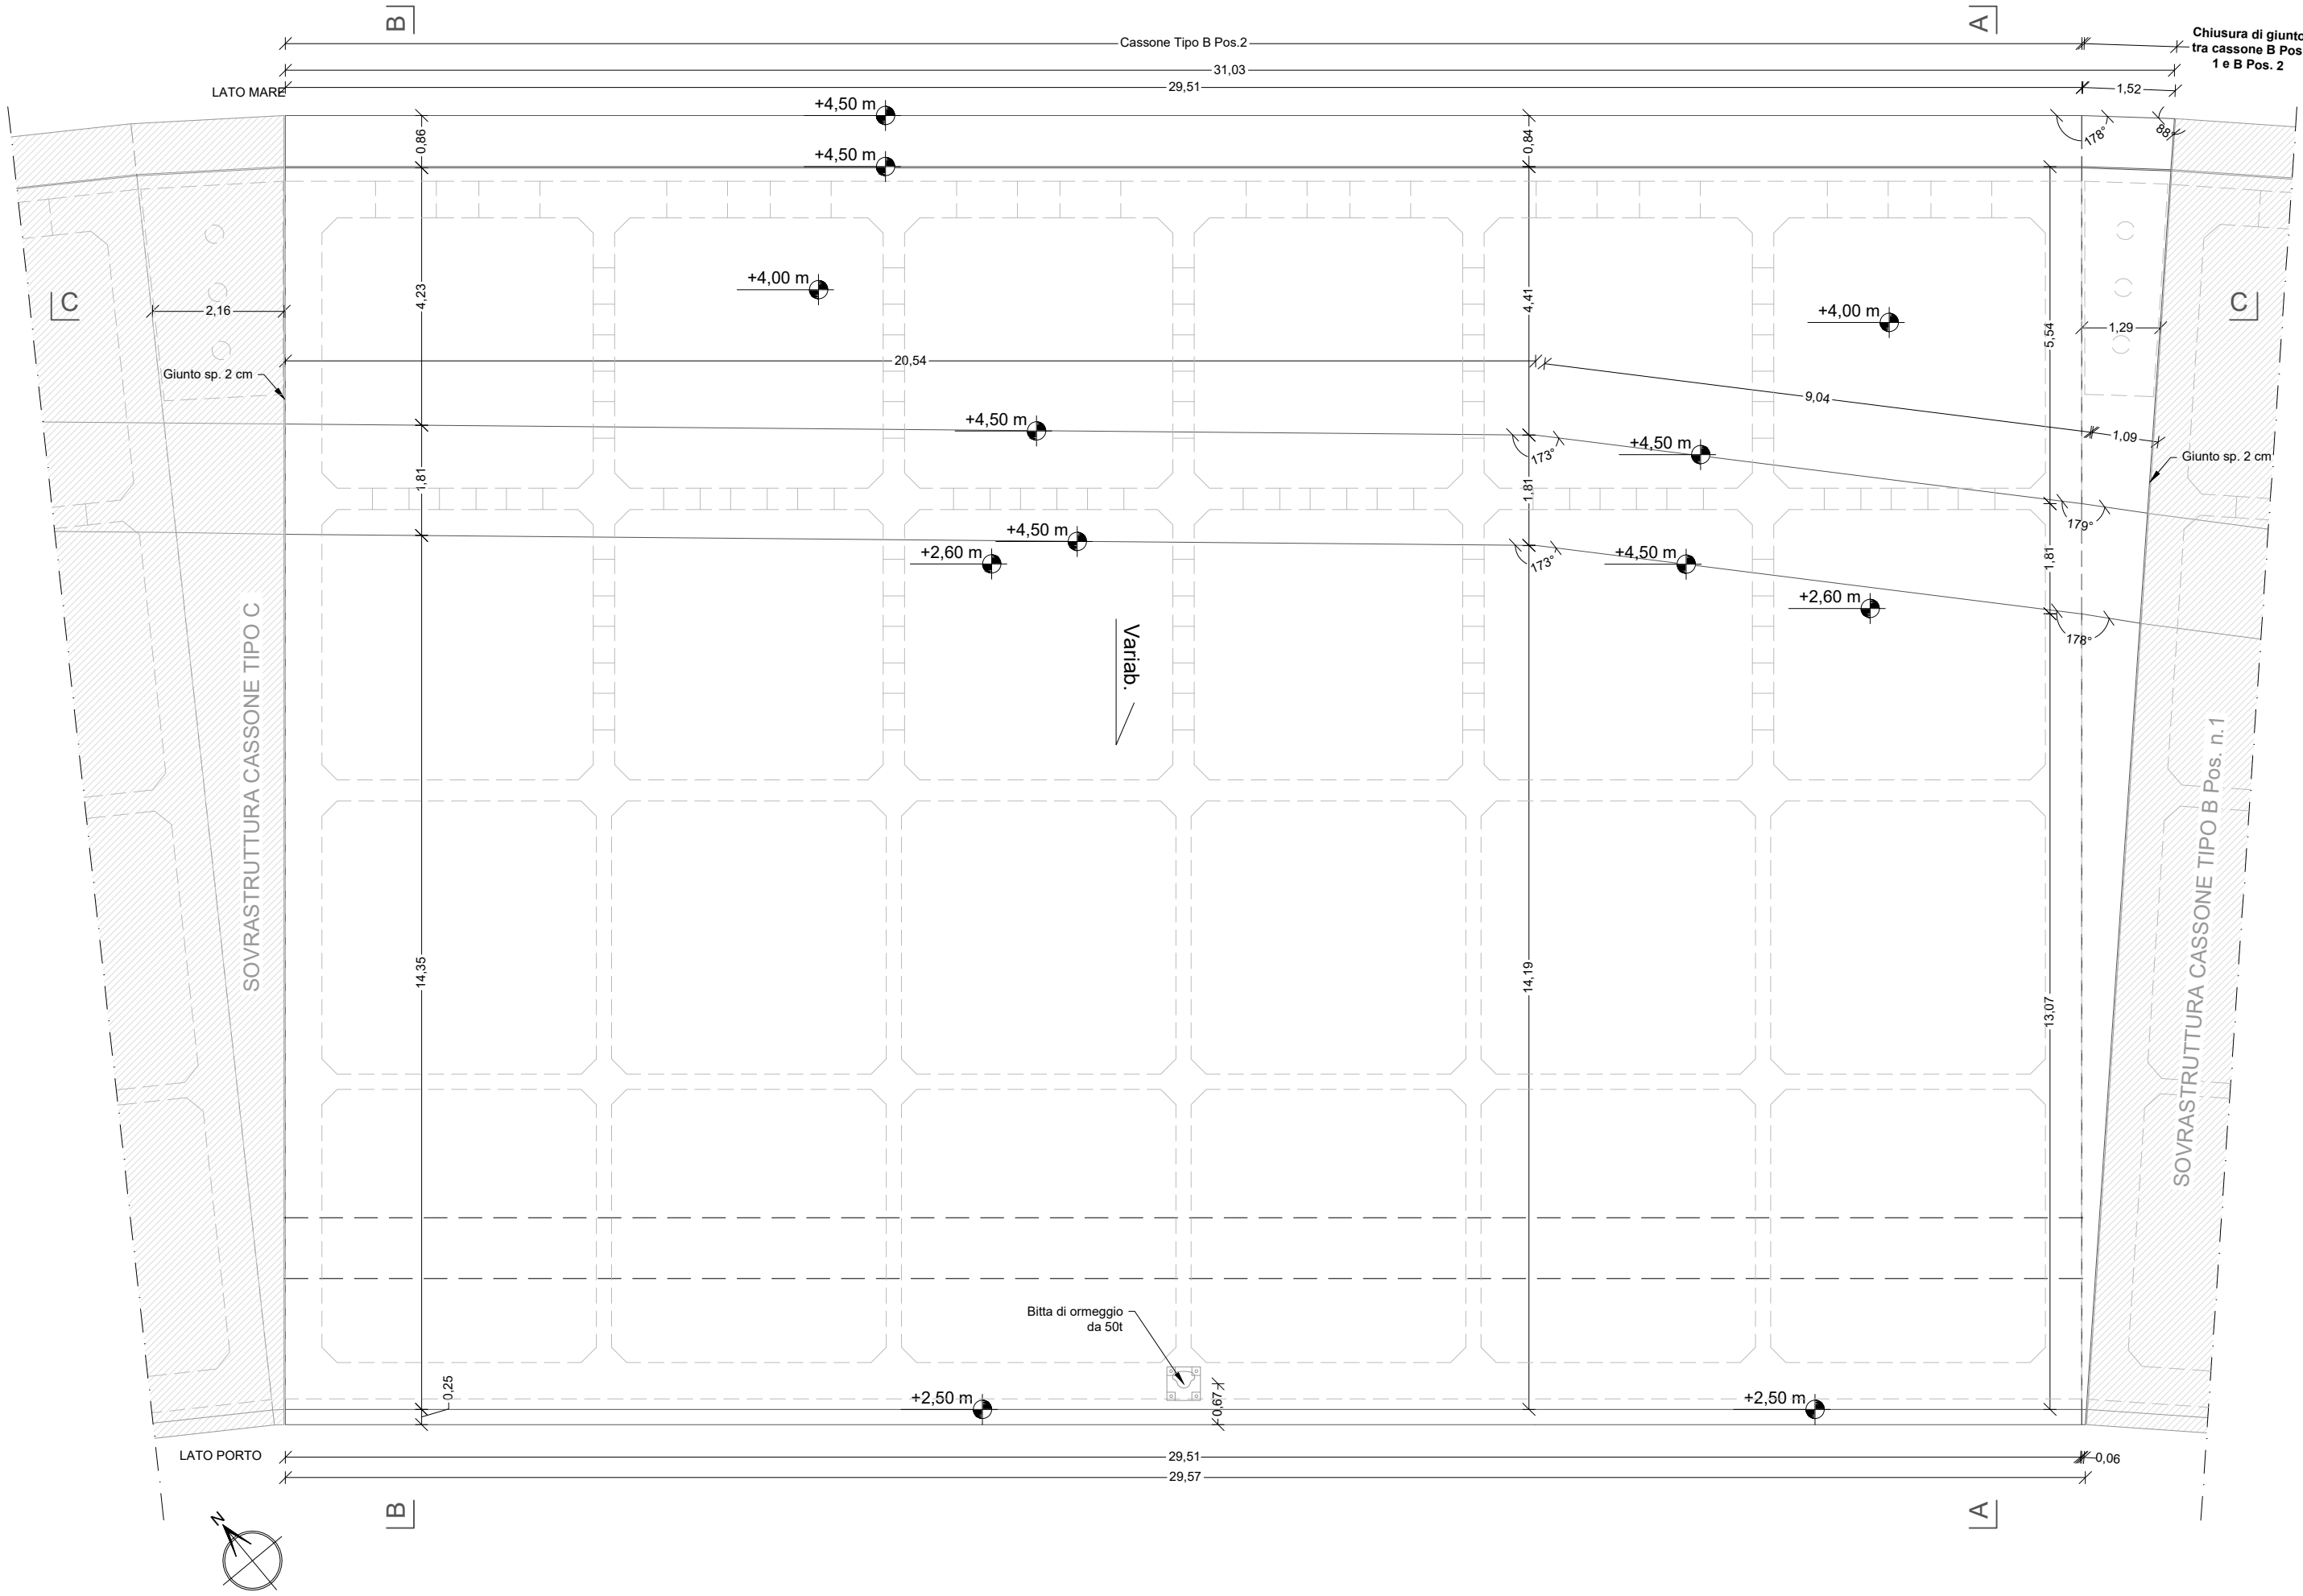 B
A
Cassone Tipo B Pos.2
Chiusura di giunto
tra cassone B Pos
1 e B Pos. 2
31,03
LATO MARE
29,51
1,52
+4,50 m
0,86
0,84
178°
88°
+4,50 m
C
4,23
+4,00 m
4,41
+4,00 m
C
2,16
5,54
1,29
20,54
Giunto sp. 2 cm
9,04
+4,50 m
+4,50 m
1,09
173°
Giunto sp. 2 cm
1,81
1,81
179°
+4,50 m
+2,60 m
173°
+4,50 m
1,81
+2,60 m
178°
Variab.
SOVRASTRUTTURA CASSONE TIPO C
SOVRASTRUTTURA CASSONE TIPO B Pos. n.1
14,35
14,19
13,07
Bitta di ormeggio
da 50t
0,25
+2,50 m
0,67
+2,50 m
LATO PORTO
29,51
0,06
29,57
B
A
N